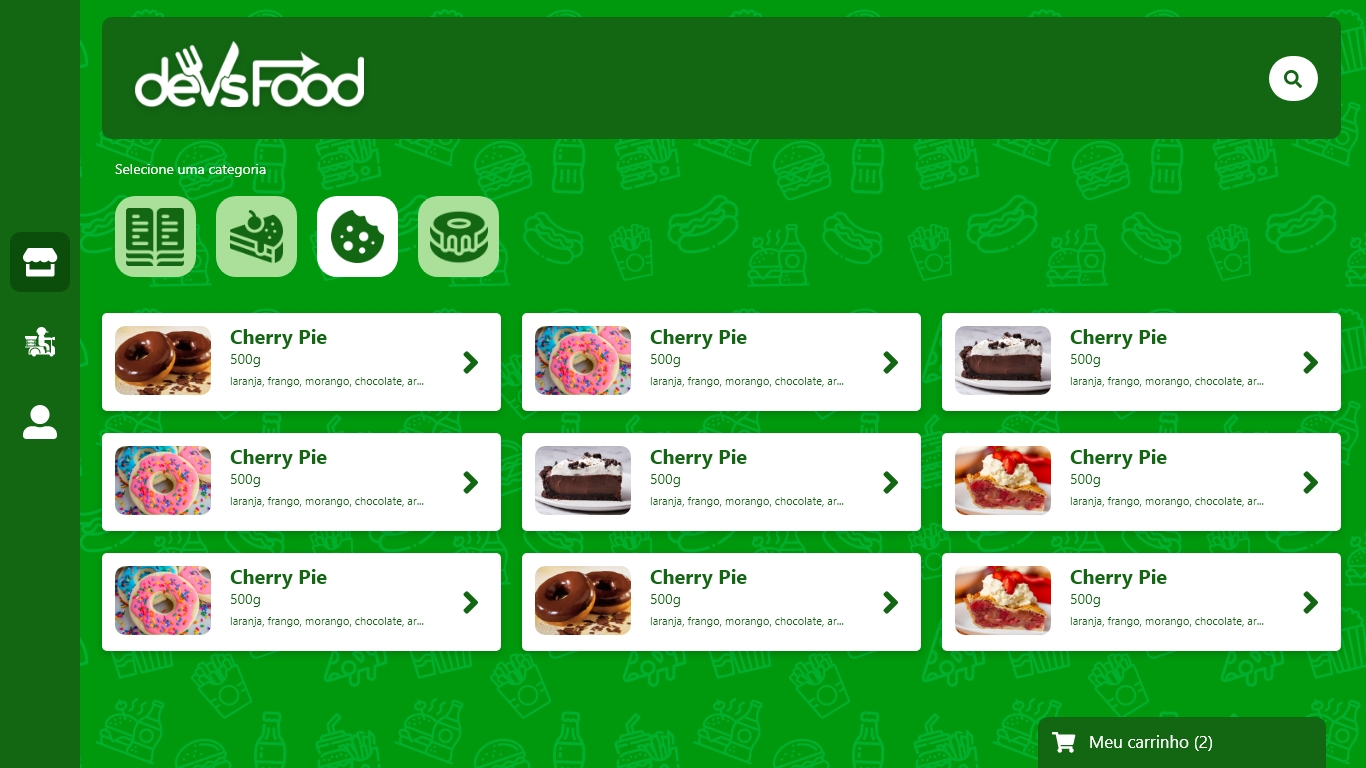 devsFood
Selecione uma categoria
Cherry Pie
500g
laranja, frango, morango, chocolate, ar...
Cherry Pie
500g
laranja, frango, morango, chocolate, ar...
Cherry Pie
500g
laranja, frango, morango, chocolate, ar...
Cherry Pie
500g
laranja, frango, morango, chocolate, ar...
Cherry Pie
500g
laranja, frango, morango, chocolate, ar...
Cherry Pie
500g
laranja, frango, morango, chocolate, ar...
Cherry Pie
500g
laranja, frango, morango, chocolate, ar...
Cherry Pie
500g
laranja, frango, morango, chocolate, ar...
Cherry Pie
500g
laranja, frango, morango, chocolate, ar...
Meu carrinho (2)